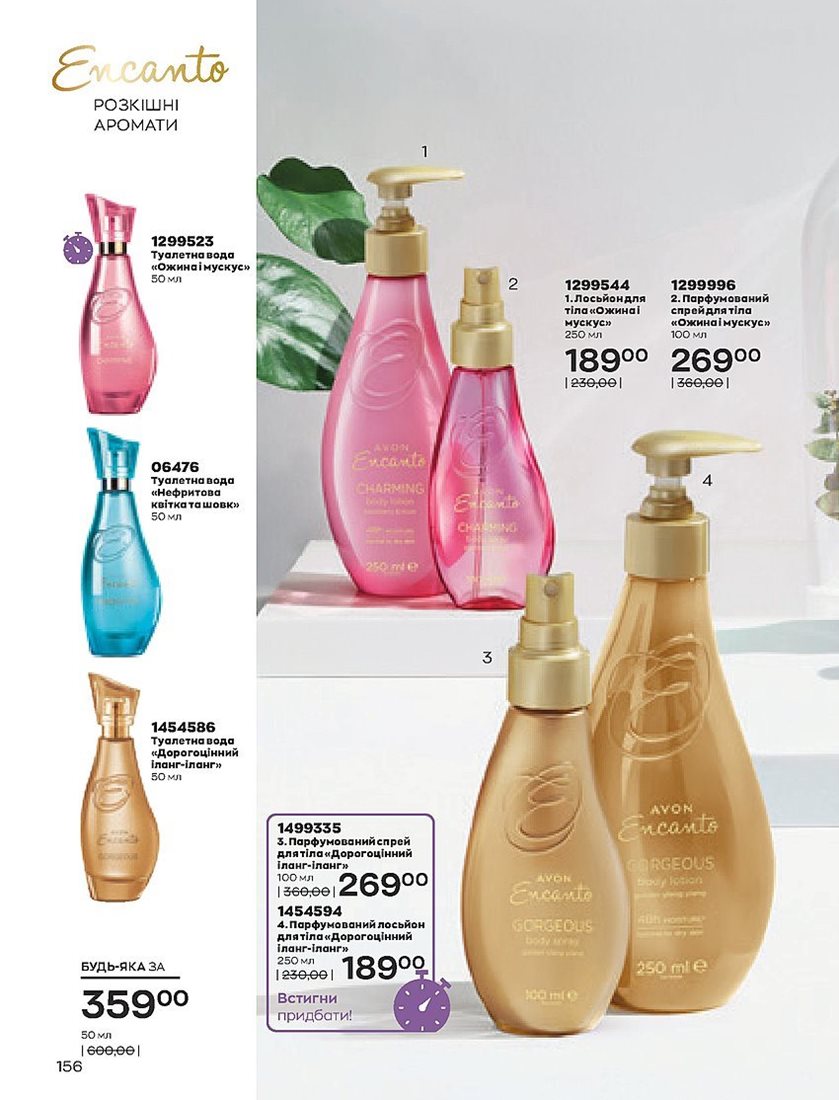 Encanto
РОЗКІШНІ
АРОМАТИ
1299523
Туалетна вода
«Ожина і мускус»
50 мл
06476
Туалетна вода
«Нефритова
квітка та шовк»
50 мл
1454586
Туалетна вода
«Дорогоцінний
іланг-іланг»
50 мл
БУДЬ-ЯКА ЗА
359⁰⁰
50 мл
| 600,00 |
156
1
2
1299544
1. Лосьйон для
тіла «Ожина і
мускус»
250 мл
189⁰⁰
| 230,00 |
1299996
2. Парфумований
спрей для тіла
«Ожина і мускус»
100 мл
269⁰⁰
| 360,00 |
AVON
Encanto
CHARMING
body lotion
48H MOISTURE
250 ml e
Encanto
CHARMING
body spray
4
3
1499335
3. Парфумований спрей
для тіла «Дорогоцінний
іланг-іланг»
100 мл
| 360,00 | 269⁰⁰
1454594
4. Парфумований лосьйон
для тіла «Дорогоцінний
іланг-іланг»
250 мл
| 230,00 | 189⁰⁰
Встигни
придбати!
AVON
Encanto
GORGEOUS
body spray
100 ml e
AVON
Encanto
GORGEOUS
body lotion
48H MOISTURE
250 ml e